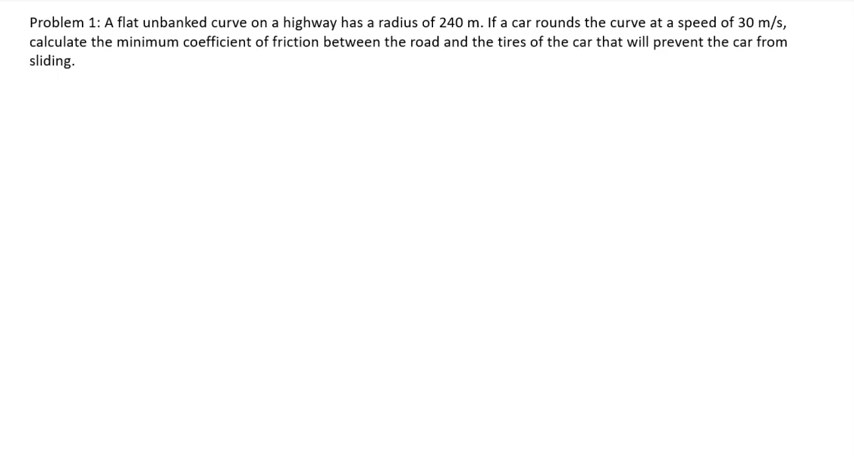 Problem 1: A flat unbanked curve on a highway has a radius of 240 m. If a car rounds the curve at a speed of 30 m/s,
calculate the minimum coefficient of friction between the road and the tires of the car that will prevent the car from
sliding.